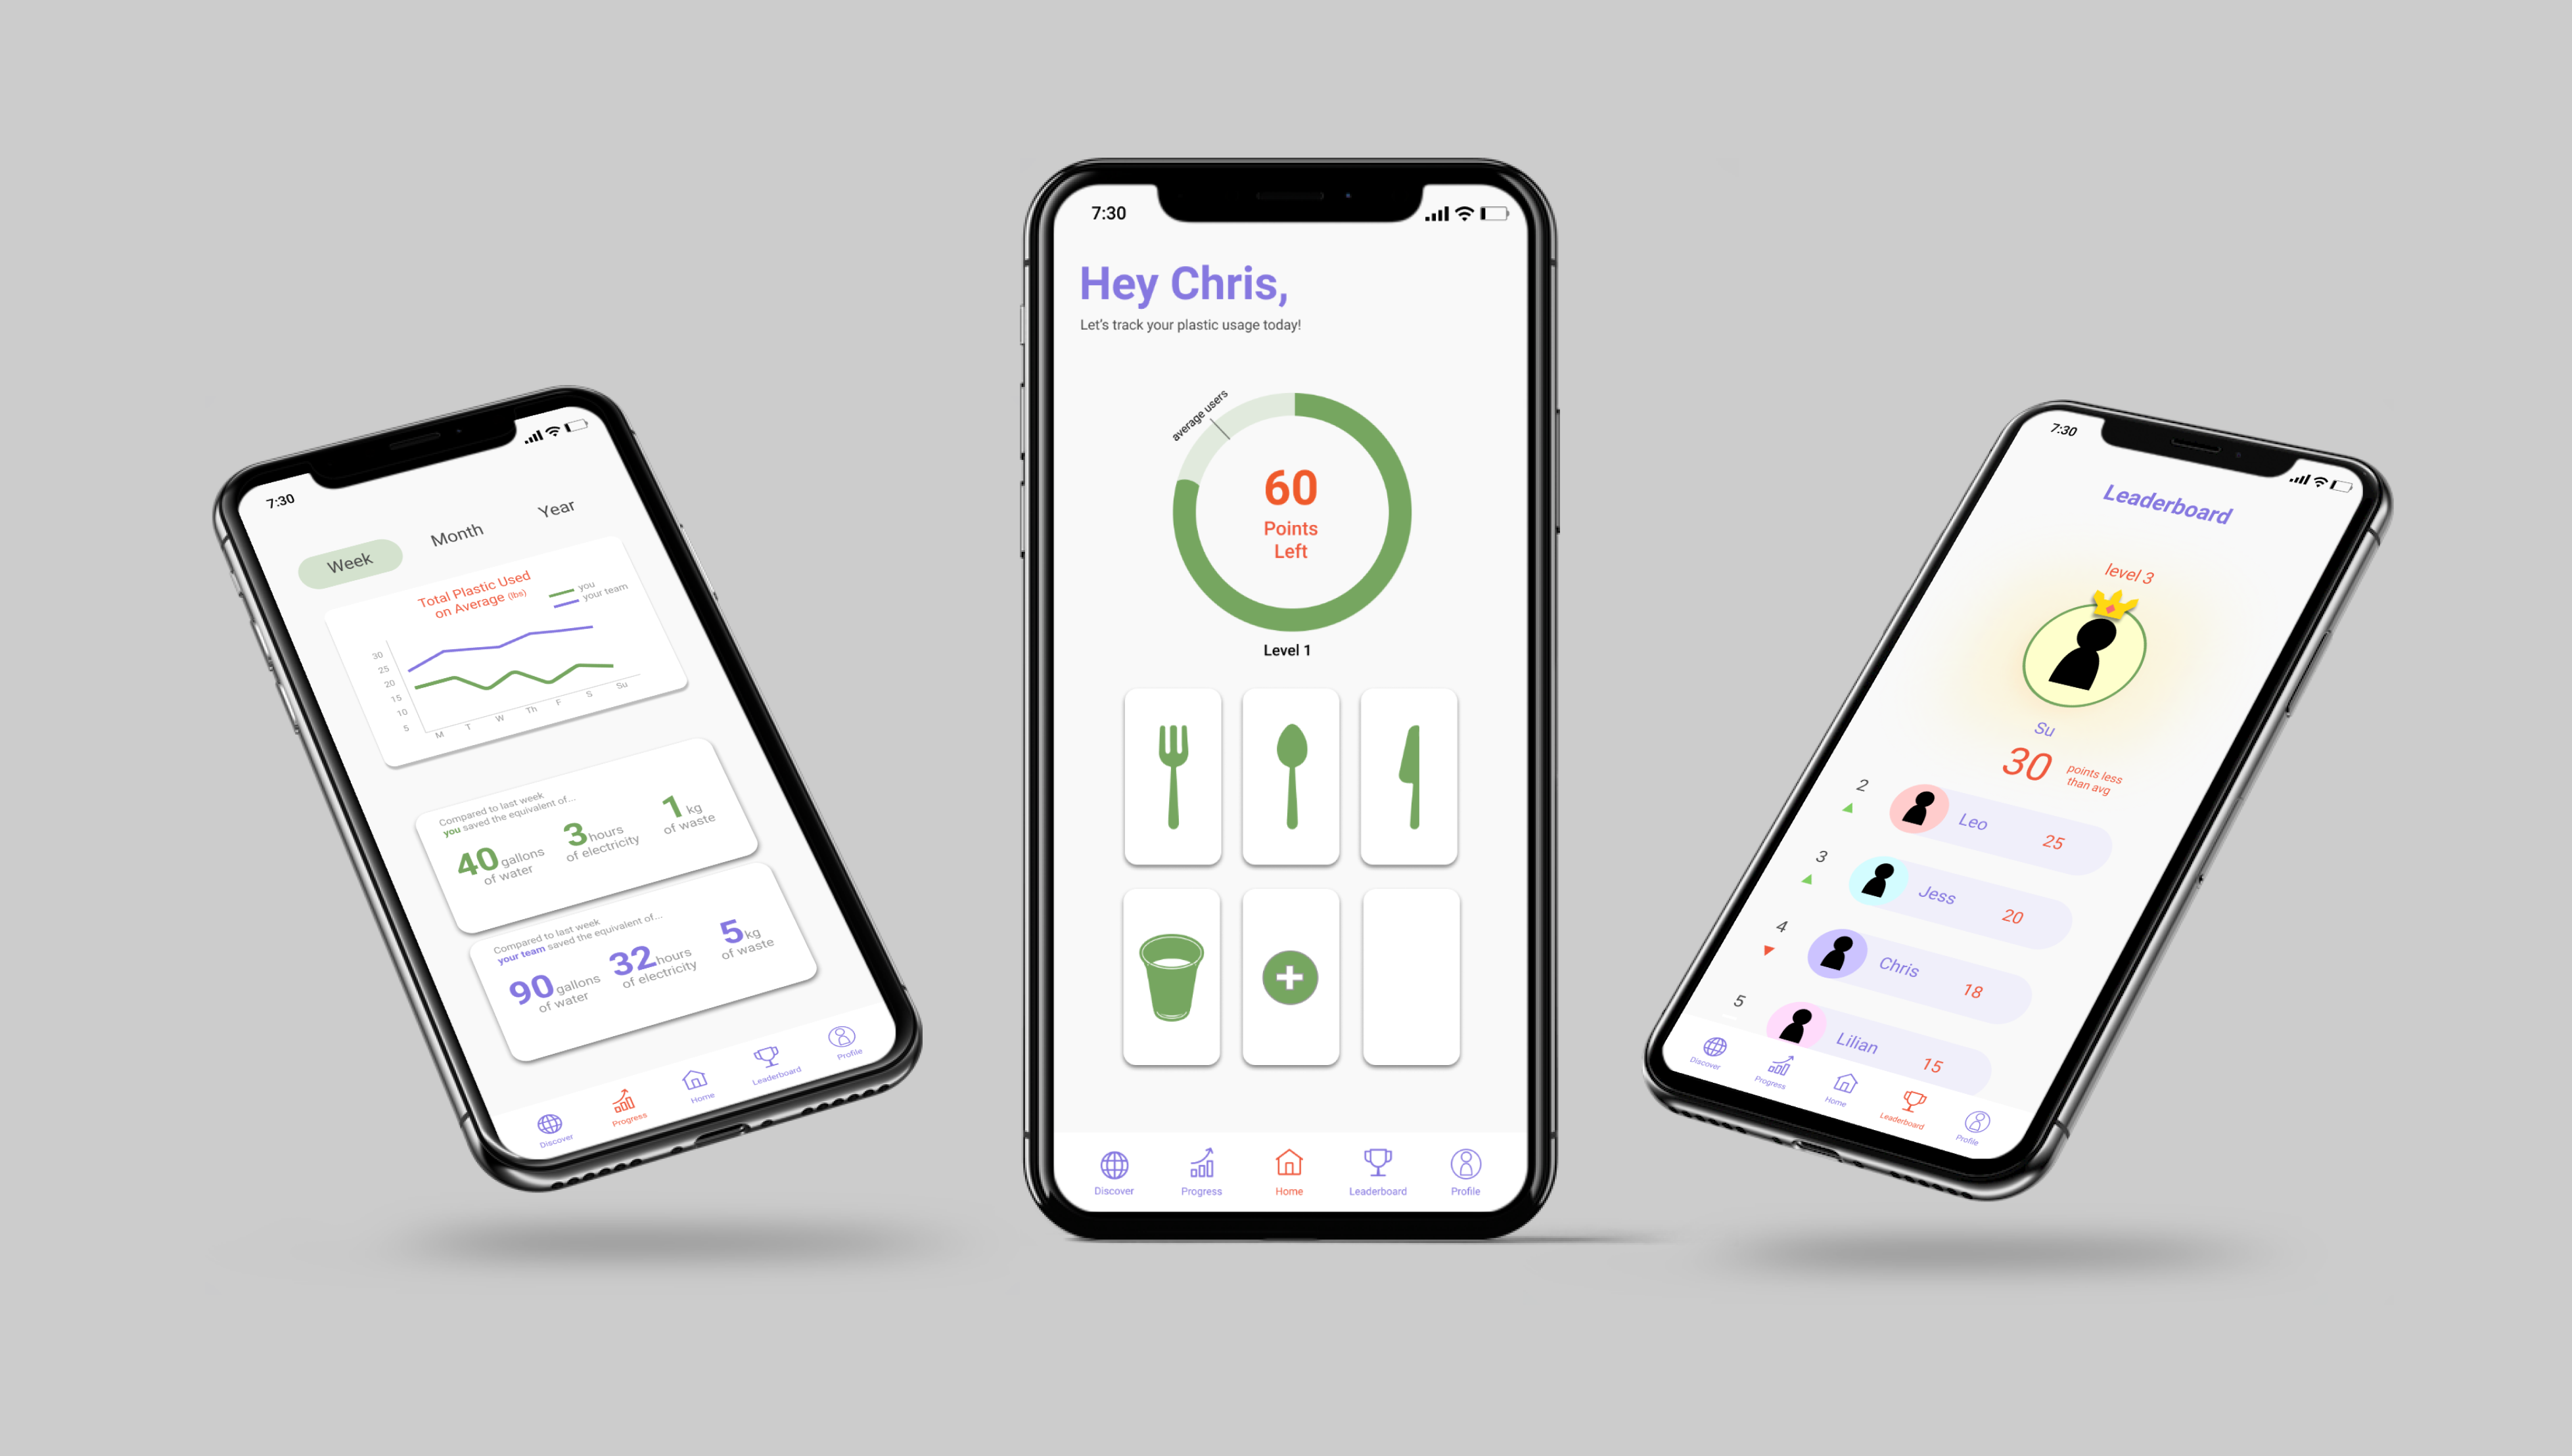 7:30
Week
Month
Year
Total Plastic Used
on Average (lbs)
you
your team
30
25
20
15
10
5
M
T
W
Th
F
S
Su
Compared to last week
you saved the equivalent of...
40 gallons
of water
3 hours
of electricity
1 kg
of waste
Compared to last week
your team saved the equivalent of...
90 gallons
of water
32 hours
of electricity
5 kg
of waste
Discover
Progress
Home
Leaderboard
Profile
7:30
Hey Chris,
Let's track your plastic usage today!
average users
60
Points
Left
Level 1
Discover
Progress
Home
Leaderboard
Profile
7:30
Leaderboard
level 3
Su
30 points less
than avg
2
Leo
25
3
Jess
20
4
Chris
18
5
Lilian
15
Discover
Progress
Home
Leaderboard
Profile